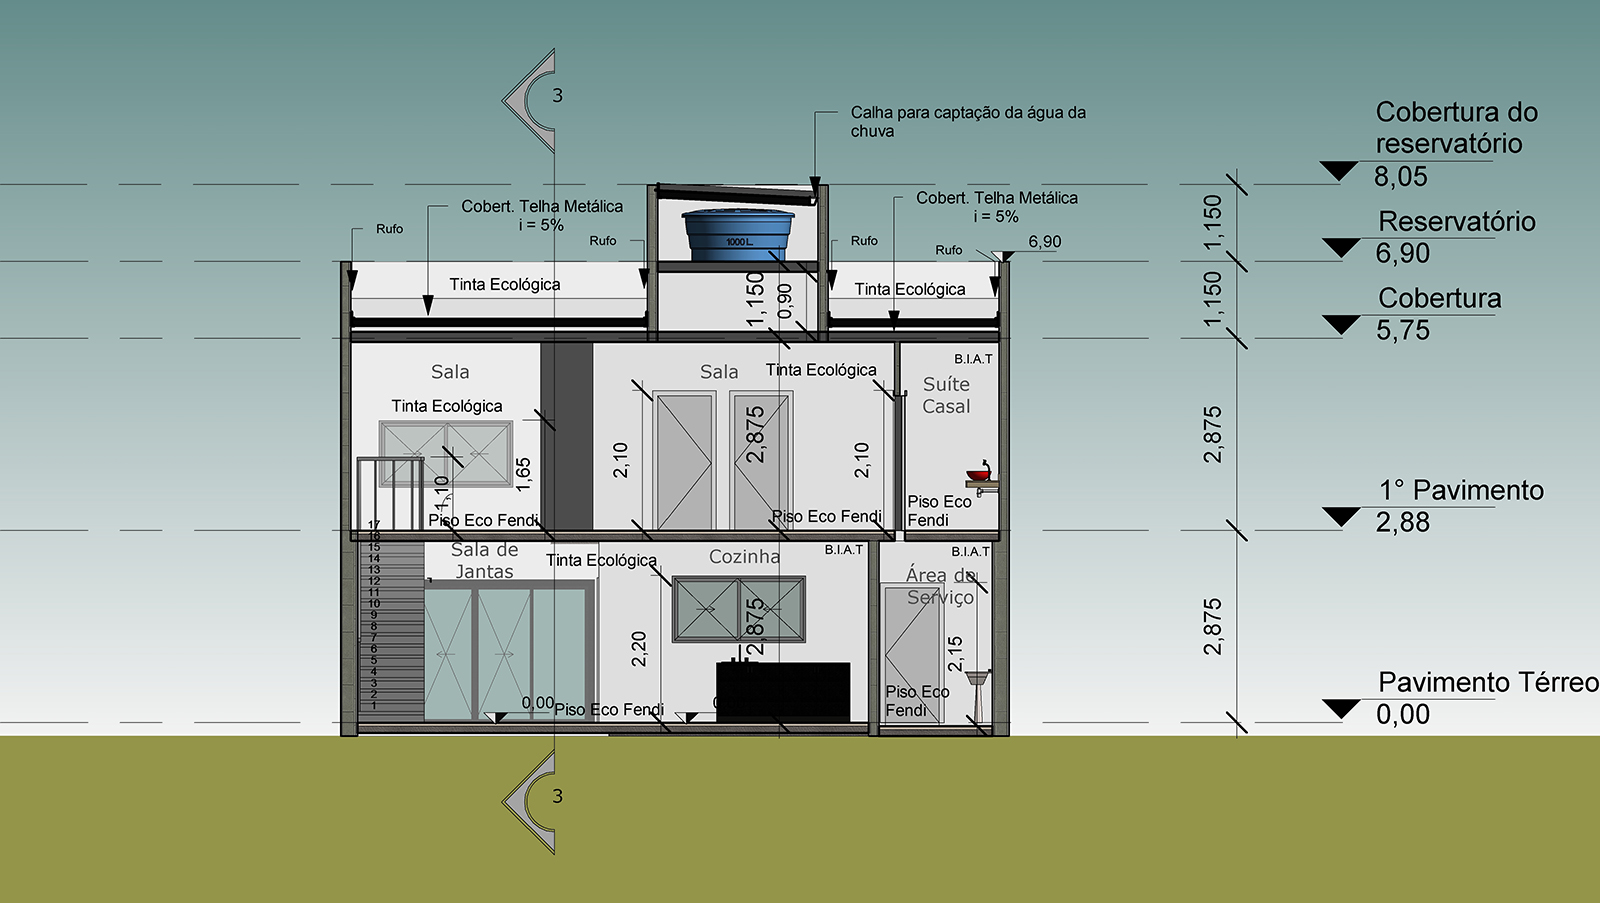 3
Calha para captação da água da
chuva
Cobertura do
reservatório
8,05
Cobert. Telha Metálica
i = 5%
Cobert. Telha Metálica
i = 5%
1,150
Rufo
Rufo
Rufo
Rufo
6,90
Reservatório
6,90
1000 L
Tinta Ecológica
Tinta Ecológica
1,150
0,90
1,150
Cobertura
5,75
Sala
Sala
Tinta Ecológica
B.I.A.T
Suíte
Casal
Tinta Ecológica
2,875
2,875
2,10
2,10
1,65
1,10
1° Pavimento
2,88
Piso Eco Fendi
Piso Eco Fendi
Piso Eco
Fendi
17
16
15
14
13
12
11
10
9
8
7
6
5
4
3
2
1
Sala de
Jantas
Tinta Ecológica
Cozinha
B.I.A.T
B.I.A.T
Área de
Serviço
2,875
2,875
2,20
2,15
Piso Eco
Fendi
0,00
Piso Eco Fendi
Pavimento Térreo
0,00
3